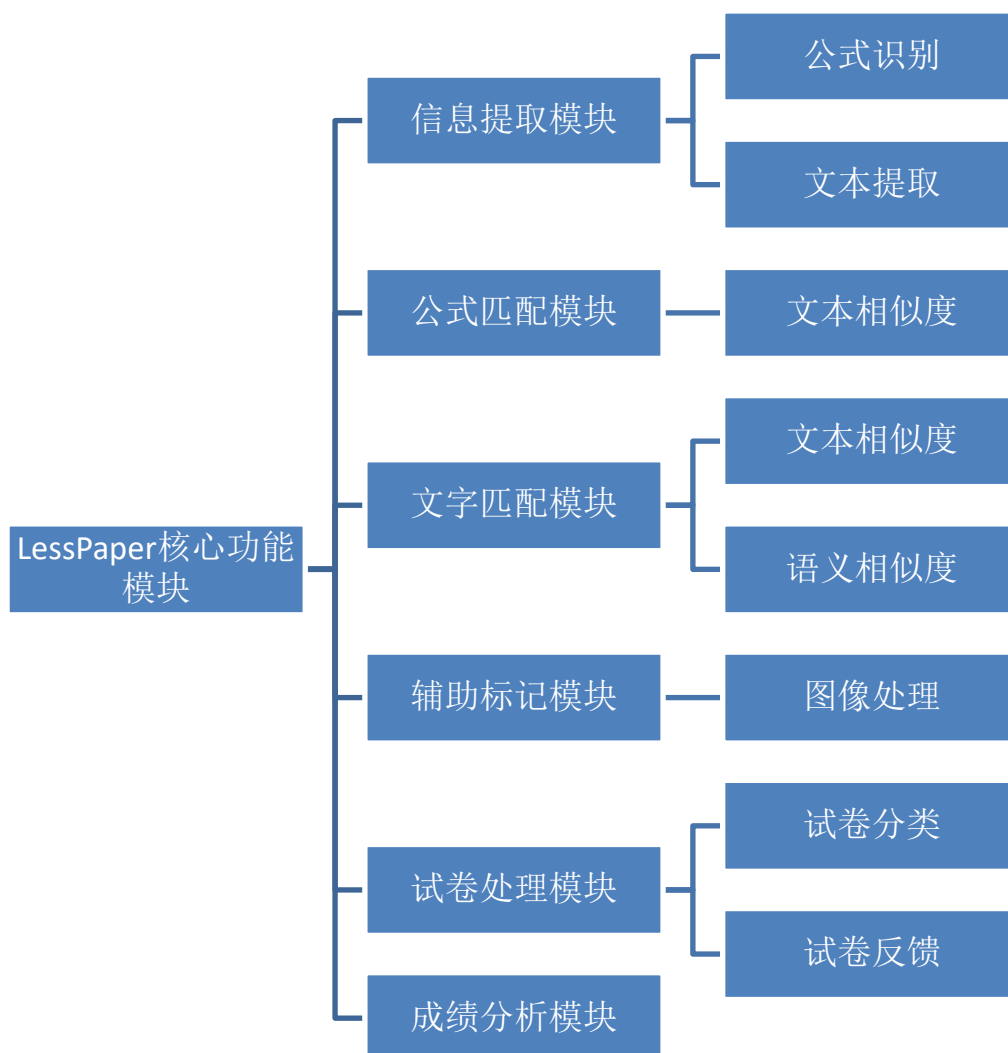 LessPaper核心功能
模块
信息提取模块
公式识别
文本提取
公式匹配模块
文本相似度
文字匹配模块
文本相似度
语义相似度
辅助标记模块
图像处理
试卷处理模块
试卷分类
试卷反馈
成绩分析模块